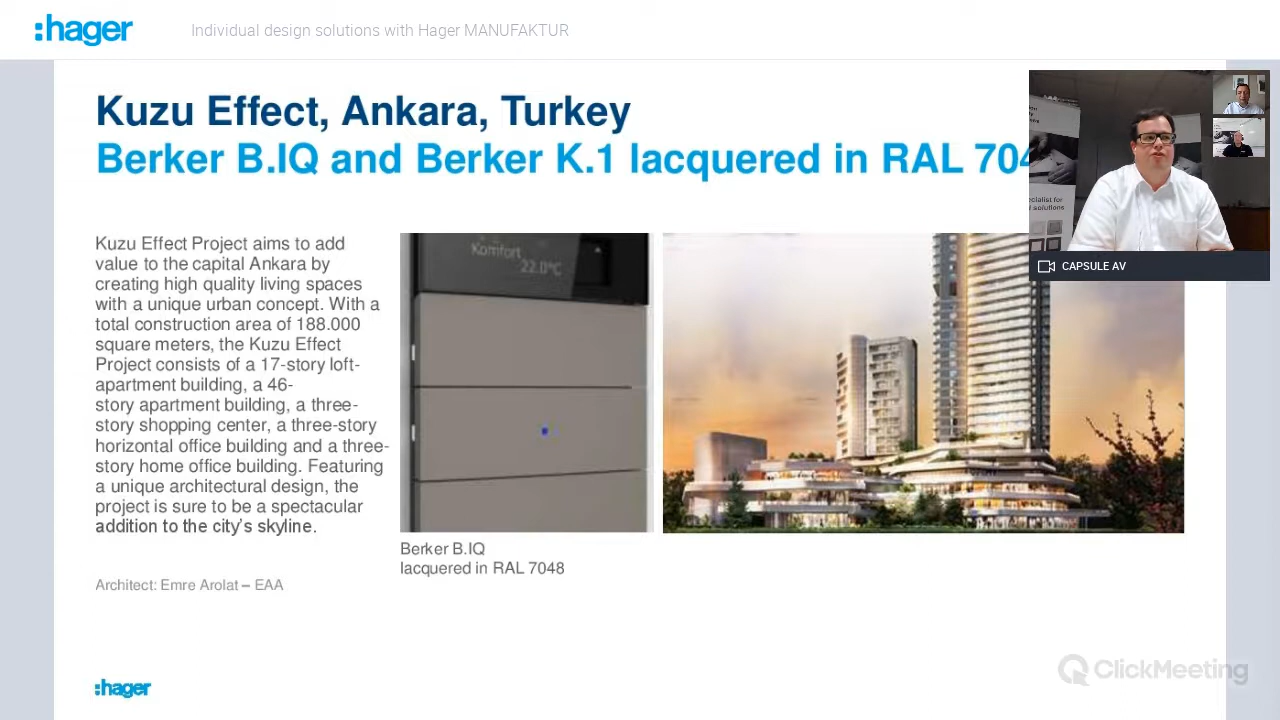 :hager
Individual design solutions with Hager MANUFAKTUR
Kuzu Effect, Ankara, Turkey
Berker B.IQ and Berker K.1 lacquered in RAL 704
Kuzu Effect Project aims to add
value to the capital Ankara by
creating high quality living spaces
with a unique urban concept. With a
total construction area of 188.000
square meters, the Kuzu Effect
Project consists of a 17-story loft-
apartment building, a 46-
story apartment building, a three-
story shopping center, a three-story
horizontal office building and a three-
story home office building. Featuring
a unique architectural design, the
project is sure to be a spectacular
addition to the city's skyline.
Architect: Emre Arolat – EAA
Komfort
22.0°C
Berker B.IQ
lacquered in RAL 7048
solutions
CAPSULE AV
:hager
ClickMeeting